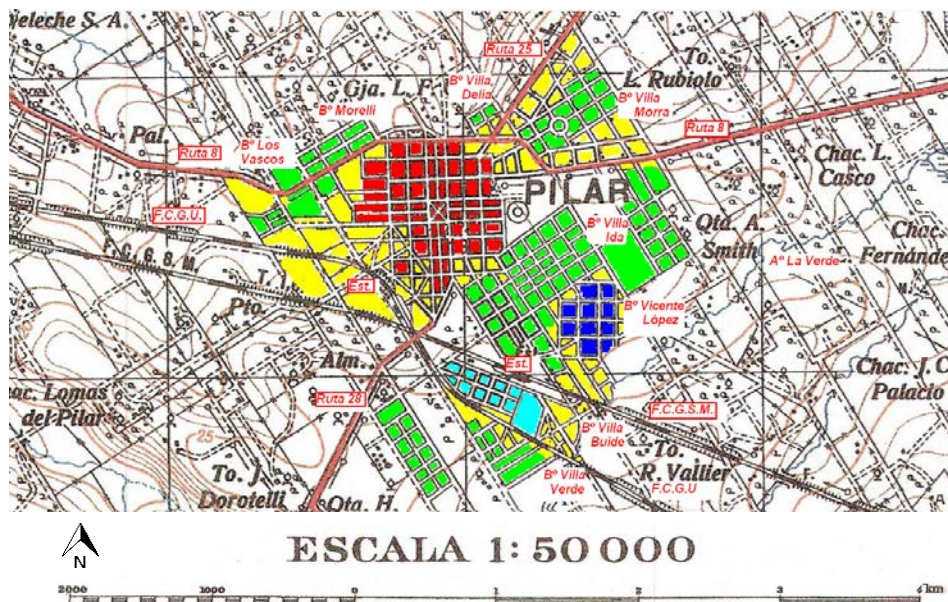 eleche S. A.
Ruta 25
To.
L. Rubiolo
Gja. L. F.
Bº Villa
Delia
Bº Villa
Morra
Bº Morelli
Pal.
Ruta 8
Bº Los
Vascos
Ruta 8
Chac. L.
Casco
PILAR
F.C.G.U.
Bº Villa
Ida
Qta. A.
Smith
Chac.
Fernánde
F. C. G. S. M.
Aº La Verde
Est.
Bº Vicente
López
Pto.
Alm.
Est.
Chac. J. C.
Palacio
ac. Lomas
del Pilar
Ruta 28
F.C.G.S.M.
25
Bº Villa
Buide
To. J.
Dorotelli
To.
R. Vallier
Bº Villa
Verde
F.C.G.U
Qta. H.
N
ESCALA 1: 50 000
2000 1000 0 1 2 3 4 km